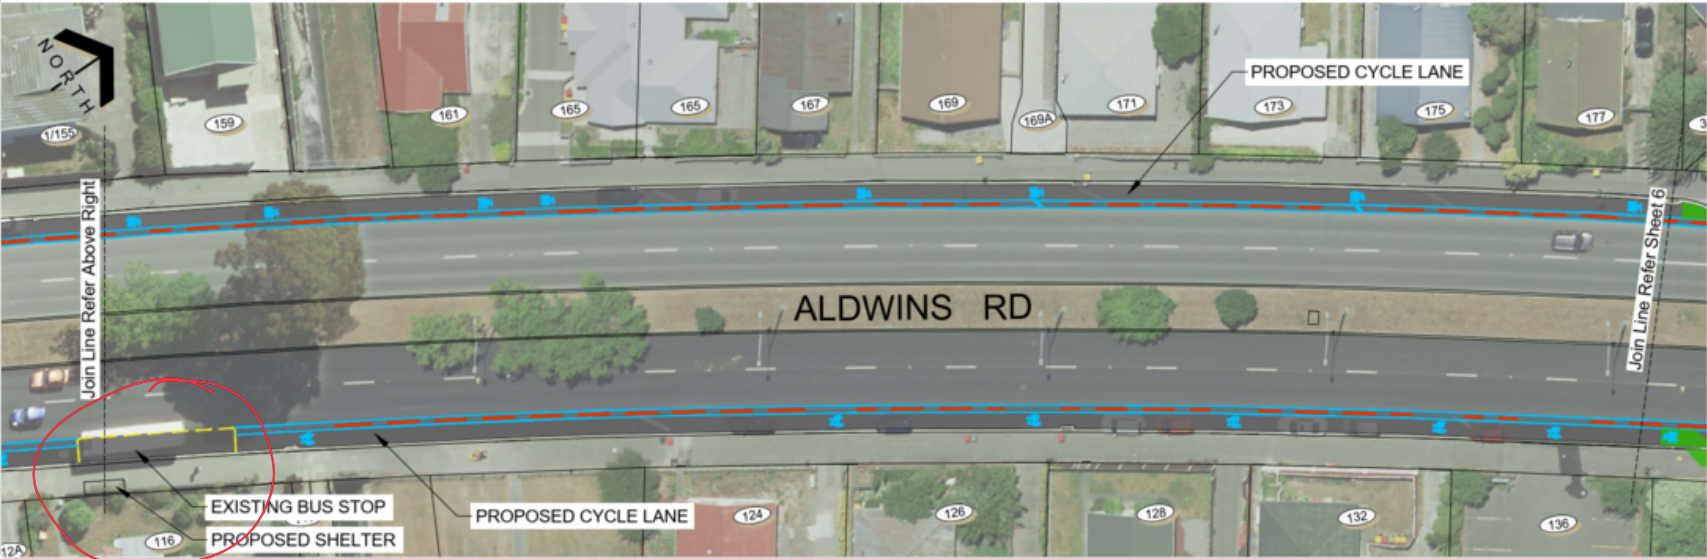 NORTH
1/155
159
161
165
165
167
169
169A
171
173
175
177
PROPOSED CYCLE LANE
Join Line Refer Above Right
Join Line Refer Sheet 6
ALDWINS RD
EXISTING BUS STOP
PROPOSED SHELTER
PROPOSED CYCLE LANE
12A
116
124
126
128
132
136